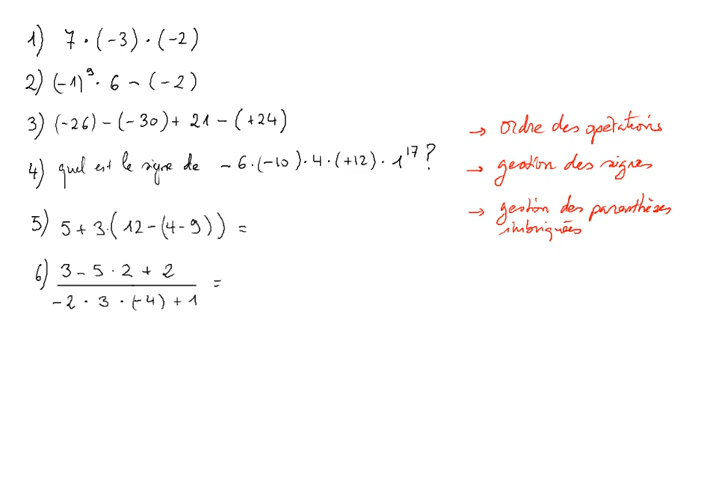 1) 7 · (-3) · (-2)
2) (-1)⁹ · 6 - (-2)
3) (-26) - (-30) + 21 - (+24)
4) quel est le signe de - 6 · (-10) · 4 · (+12) · 1¹⁷ ?
5) 5 + 3 · ( 12 - (4 - 9)) =
6) 3 - 5 · 2 + 2
-2 · 3 · (-4) + 1 =
→ ordre des opérations
→ gestion des signes
→ gestion des parenthèses
imbriquées